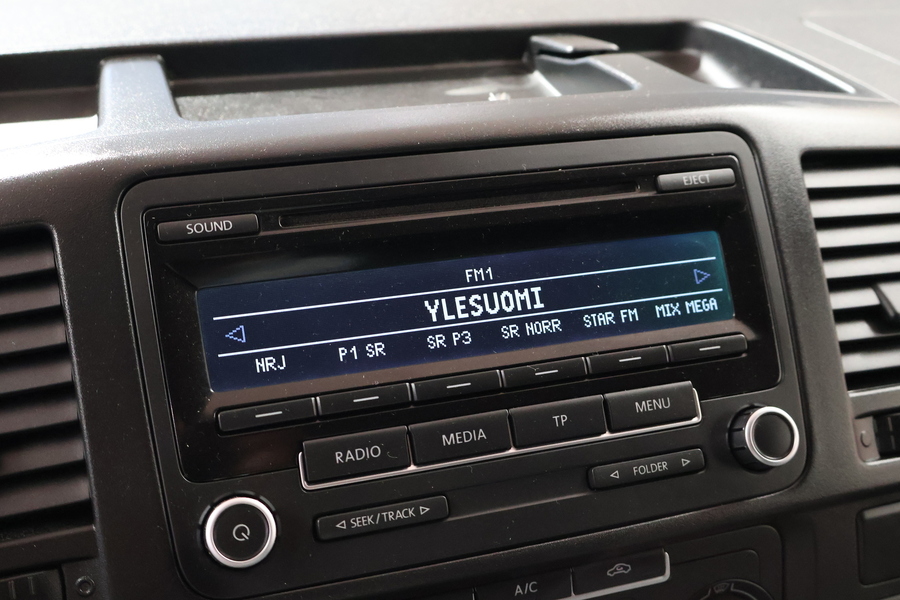 EJECT
SOUND
FM1
YLESUOMI
NRJ P1 SR SR P3 SR NORR STAR FM MIX MEGA
RADIO MEDIA TP MENU
FOLDER
SEEK/TRACK
A/C